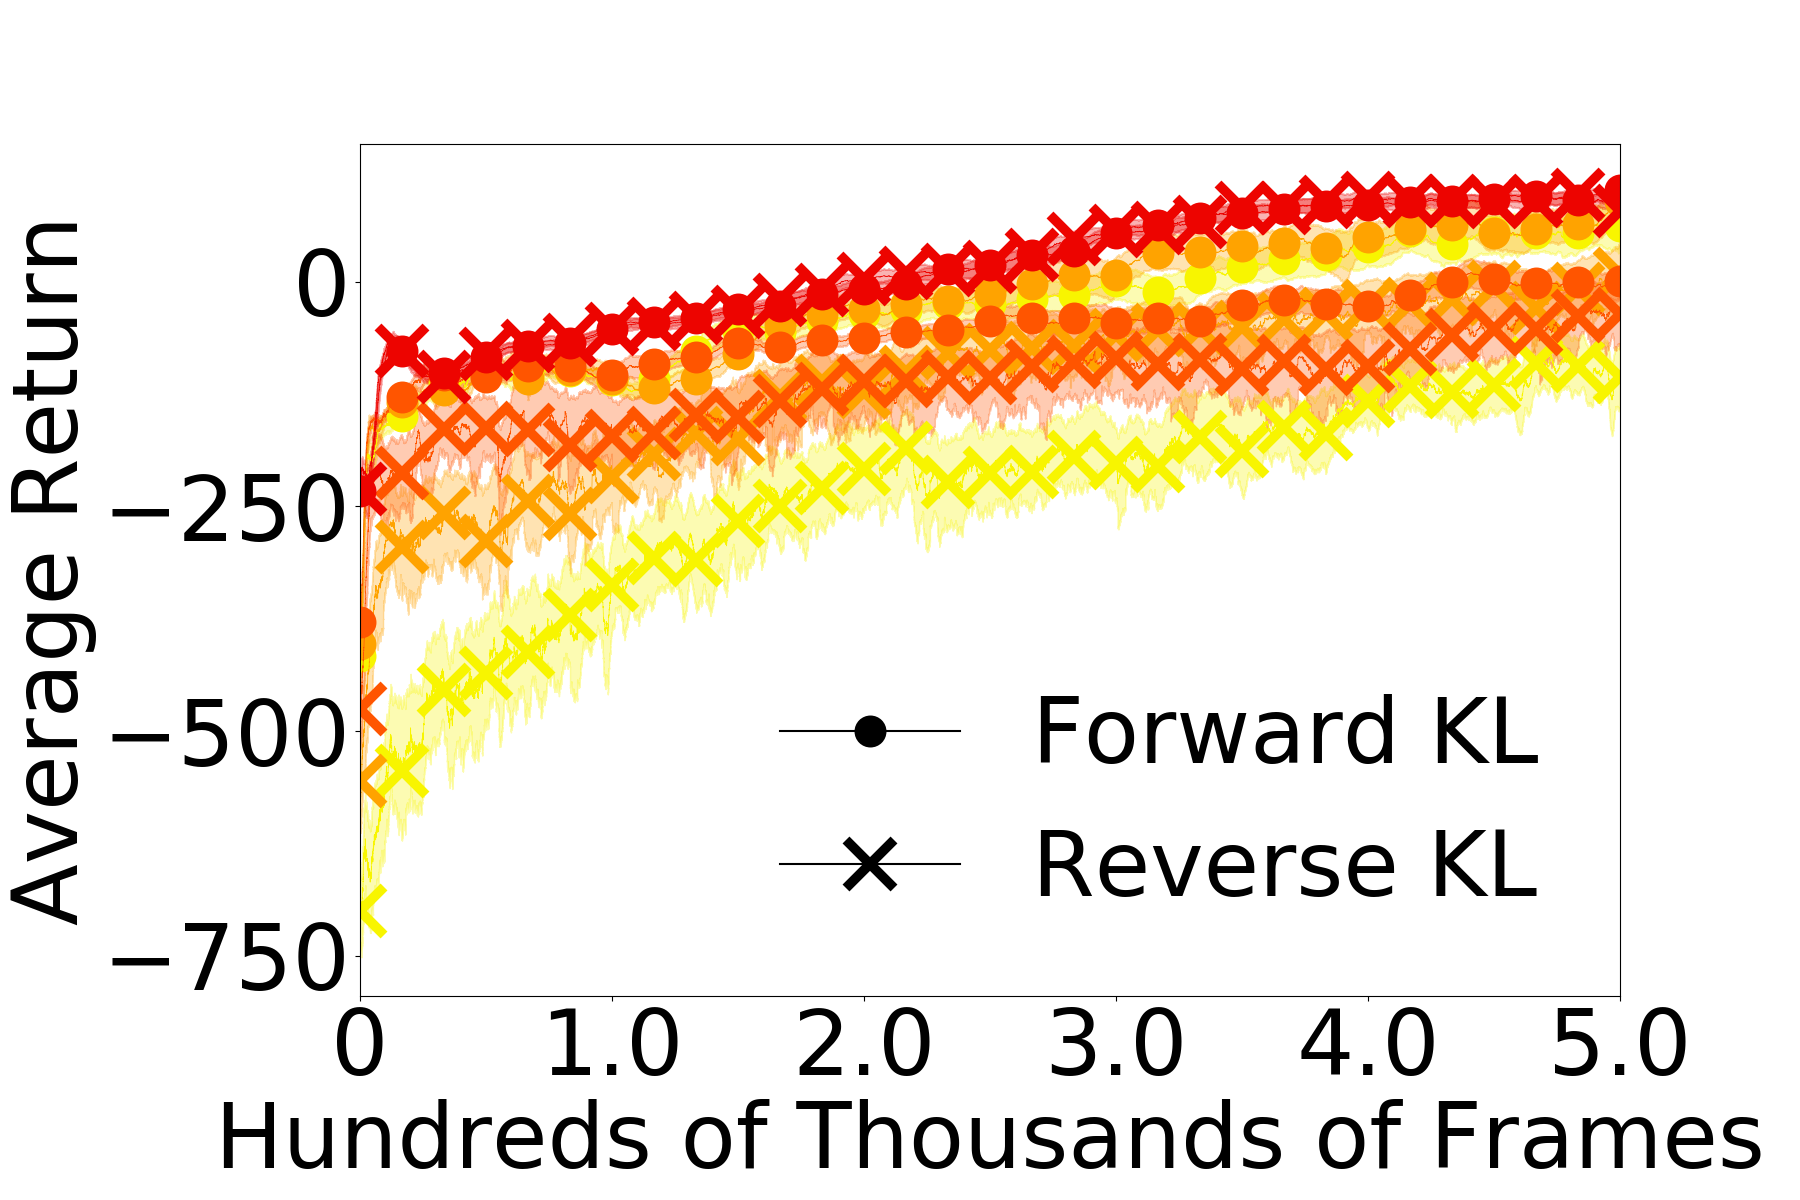 Average Return
0
−250
−500
−750
Forward KL
Reverse KL
0 1.0 2.0 3.0 4.0 5.0
Hundreds of Thousands of Frames